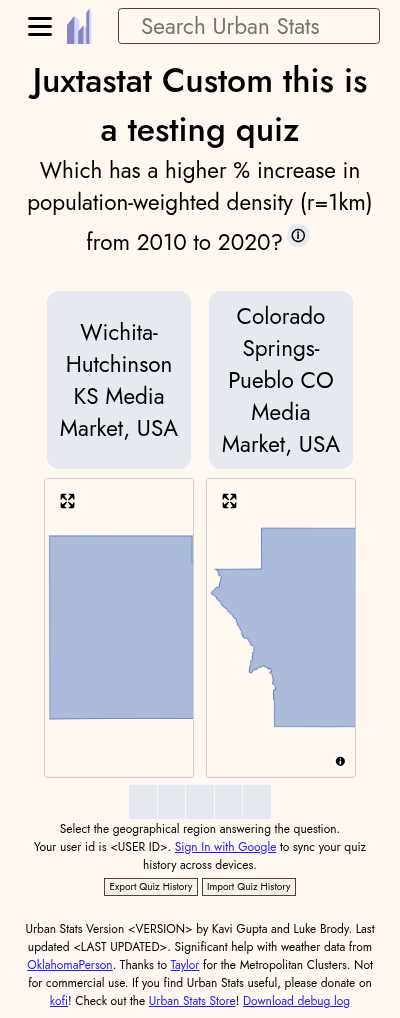 Search Urban Stats
Juxtastat Custom this is
a testing quiz
Which has a higher % increase in
population-weighted density (r=1km)
from 2010 to 2020?
Wichita-
Hutchinson
KS Media
Market, USA
Colorado
Springs-
Pueblo CO
Media
Market, USA
Select the geographical region answering the question.
Your user id is <USER ID>. Sign In with Google to sync your quiz
history across devices.
Export Quiz History Import Quiz History
Urban Stats Version <VERSION> by Kavi Gupta and Luke Brody. Last
updated <LAST UPDATED>. Significant help with weather data from
OklahomaPerson. Thanks to Taylor for the Metropolitan Clusters. Not
for commercial use. If you find Urban Stats useful, please donate on
kofi! Check out the Urban Stats Store! Download debug log